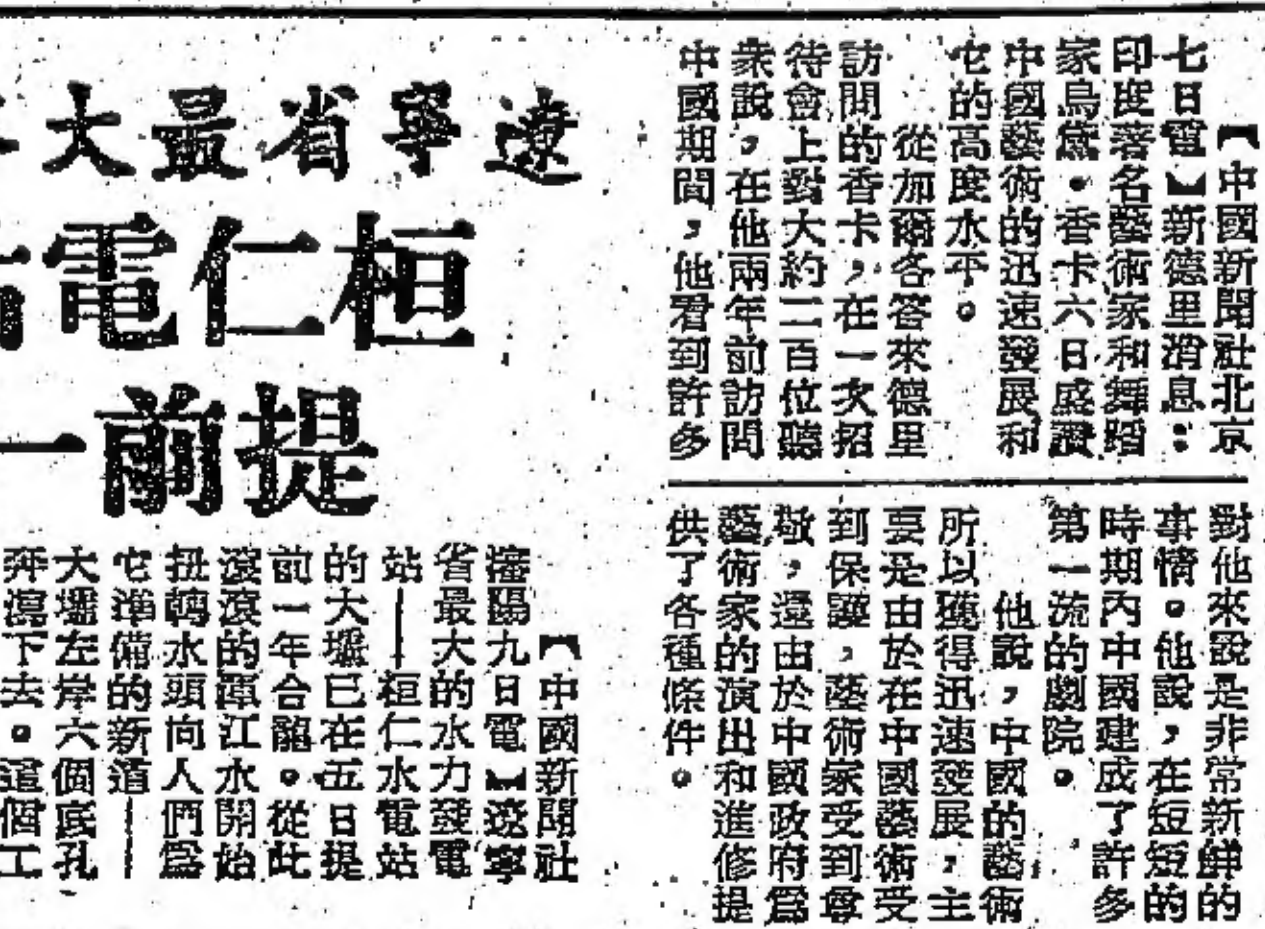 【中國新聞社北京
七日電】新德里消息：
印度著名藝術家和舞蹈
家烏黛·香卡六日盛讚
中國藝術的迅速發展和
它的高度水平。
從加爾各答來德里
訪問的香卡，在一次招
待會上對大約二百位聽
衆說，在他兩年前訪問
中國期間，他看到許多
對他來說是非常新鮮的
事情。他說，在短短的
時期内中國建成了許多
第一流的劇院。
他說，中國的藝術
所以獲得迅速發展，主
要是由於在中國藝術受
到保護，藝術家受到尊
敬，還由於中國政府爲
藝術家的演出和進修提
供了各種條件。
遼寧省最大
桓仁電
提前一
【中國新聞社
瀋陽九日電】遼寧
省最大的水力發電
站——桓仁水電站
的大壩已在五日提
前一年合龍。從此
滾滾的渾江水開始
扭轉水頭向人們爲
它準備的新道——
大壩左岸六個底孔
奔瀉下去。這個工